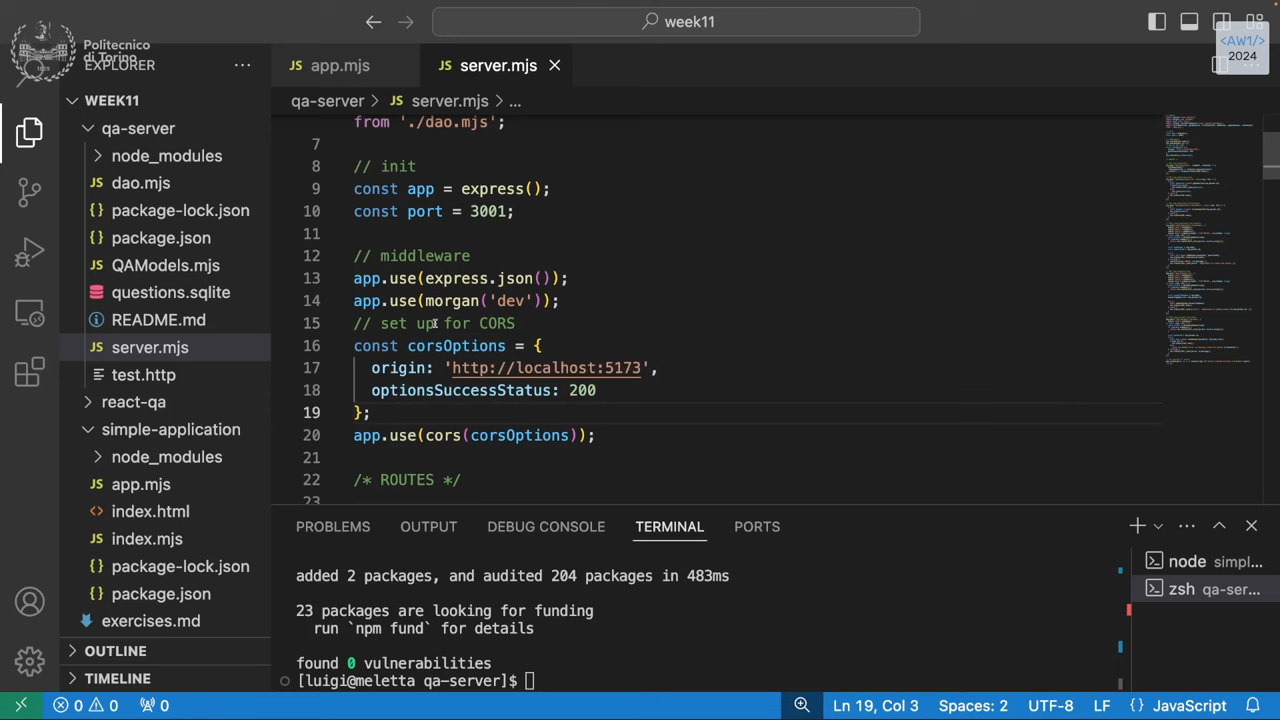 week11
Politecnico
di Torino
<AW1/>
2024
EXPLORER
app.mjs
server.mjs
WEEK11
qa-server
node_modules
dao.mjs
package-lock.json
package.json
QAModels.mjs
questions.sqlite
README.md
server.mjs
test.http
react-qa
simple-application
node_modules
app.mjs
index.html
index.mjs
package-lock.json
package.json
exercises.md
OUTLINE
TIMELINE
qa-server > server.mjs > ...
from './dao.mjs';
7
8 // init
9 const app = express();
10 const port = 3001;
11
12 // middleware
13 app.use(express.json());
14 app.use(morgan('dev'));
15 // set up for CORS
16 const corsOptions = {
17 origin: 'http://localhost:5173',
18 optionsSuccessStatus: 200
19 };
20 app.use(cors(corsOptions));
21
22 /* ROUTES */
23
PROBLEMS OUTPUT DEBUG CONSOLE TERMINAL PORTS
added 2 packages, and audited 204 packages in 483ms
23 packages are looking for funding
run `npm fund` for details
found 0 vulnerabilities
[luigi@meletta qa-server]$
node simpl...
zsh qa-ser...
0 0 0
Ln 19, Col 3 Spaces: 2 UTF-8 LF {} JavaScript